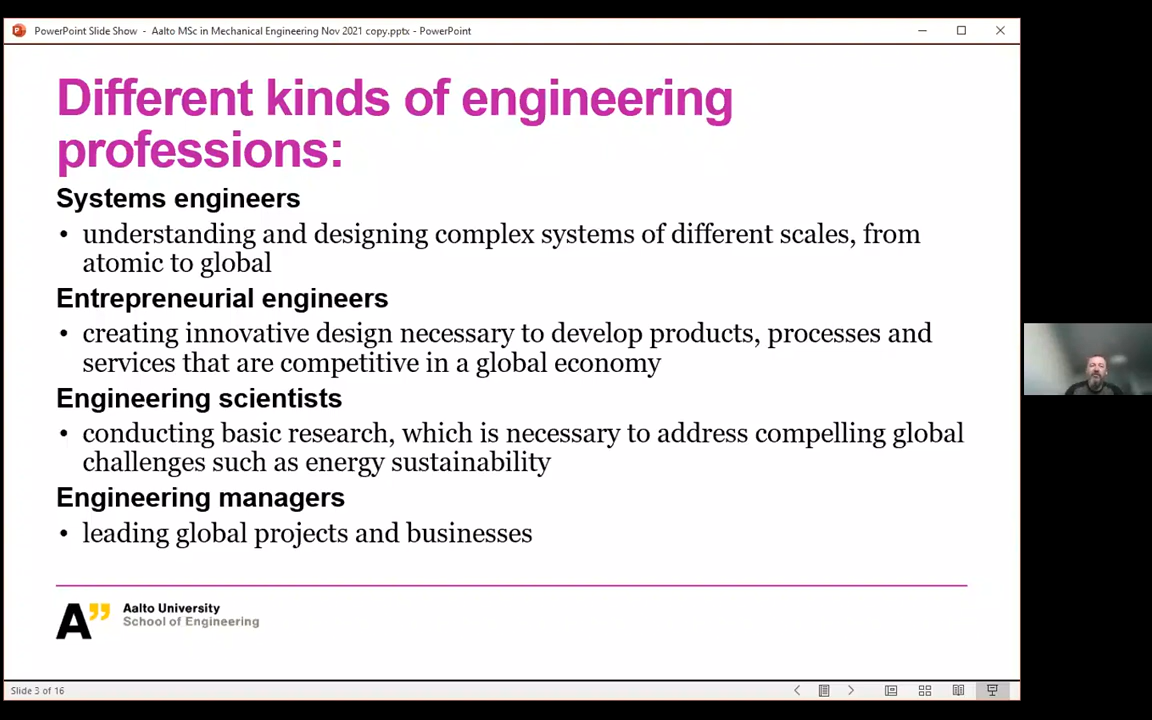 PowerPoint Slide Show - Aalto MSc in Mechanical Engineering Nov 2021 copy.pptx - PowerPoint
Different kinds of engineering
professions:
Systems engineers
• understanding and designing complex systems of different scales, from
atomic to global
Entrepreneurial engineers
• creating innovative design necessary to develop products, processes and
services that are competitive in a global economy
Engineering scientists
• conducting basic research, which is necessary to address compelling global
challenges such as energy sustainability
Engineering managers
• leading global projects and businesses
A”
Aalto University
School of Engineering
Slide 3 of 16